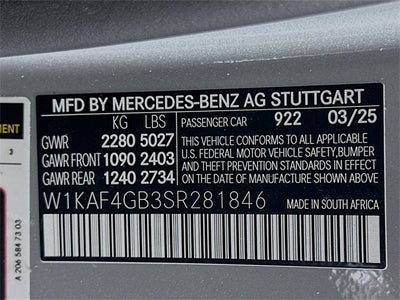 MFD BY MERCEDES-BENZ AG STUTTGART
KG LBS PASSENGER CAR 922 03/25
GVWR 2280 5027
GAWR FRONT 1090 2403
GAWR REAR 1240 2734
THIS VEHICLE CONFORMS TO ALL APPLICABLE
U.S. FEDERAL MOTOR VEHICLE SAFETY, BUMPER
AND THEFT PREVENTION STANDARDS IN EFFECT
ON THE DATE OF MANUFACTURE SHOWN ABOVE.
W1KAF4GB3SR281846 MADE IN SOUTH AFRICA
MENT
3
A 206 584 73 03